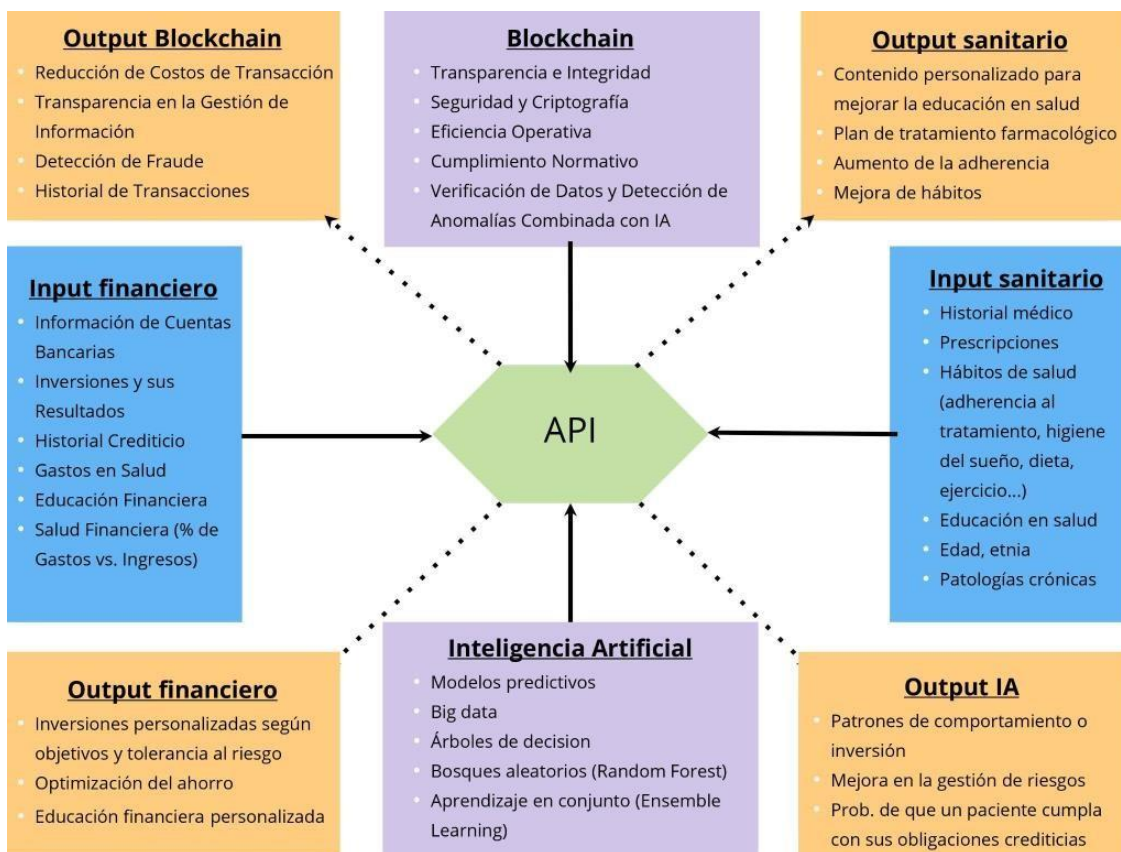 Output Blockchain
Reducción de Costos de Transacción
Transparencia en la Gestión de
Información
Detección de Fraude
Historial de Transacciones
Blockchain
Transparencia e Integridad
Seguridad y Criptografía
Eficiencia Operativa
Cumplimiento Normativo
Verificación de Datos y Detección de
Anomalías Combinada con IA
Output sanitario
Contenido personalizado para
mejorar la educación en salud
Plan de tratamiento farmacológico
Aumento de la adherencia
Mejora de hábitos
Input financiero
Información de Cuentas
Bancarias
Inversiones y sus
Resultados
Historial Crediticio
Gastos en Salud
Educación Financiera
Salud Financiera (% de
Gastos vs. Ingresos)
API
Input sanitario
Historial médico
Prescripciones
Hábitos de salud
(adherencia al
tratamiento, higiene
del sueño, dieta,
ejercicio...)
Educación en salud
Edad, etnia
Patologías crónicas
Output financiero
Inversiones personalizadas según
objetivos y tolerancia al riesgo
Optimización del ahorro
Educación financiera personalizada
Inteligencia Artificial
Modelos predictivos
Big data
Árboles de decision
Bosques aleatorios (Random Forest)
Aprendizaje en conjunto (Ensemble
Learning)
Output IA
Patrones de comportamiento o
inversión
Mejora en la gestión de riesgos
Prob. de que un paciente cumpla
con sus obligaciones crediticias